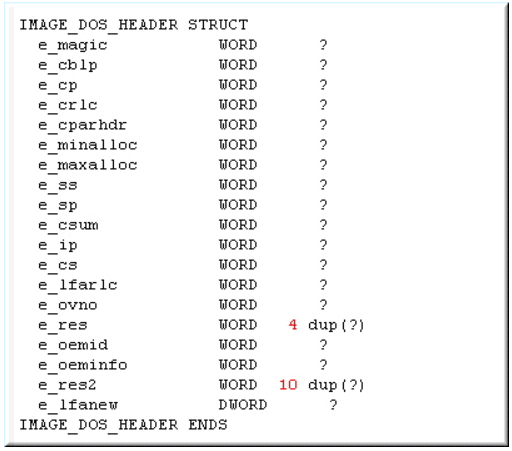 IMAGE_DOS_HEADER STRUCT
e_magic WORD ?
e_cblp WORD ?
e_cp WORD ?
e_crlc WORD ?
e_cparhdr WORD ?
e_minalloc WORD ?
e_maxalloc WORD ?
e_ss WORD ?
e_sp WORD ?
e_csum WORD ?
e_ip WORD ?
e_cs WORD ?
e_lfarlc WORD ?
e_ovno WORD ?
e_res WORD 4 dup(?)
e_oemid WORD ?
e_oeminfo WORD ?
e_res2 WORD 10 dup(?)
e_lfanew DWORD ?
IMAGE_DOS_HEADER ENDS